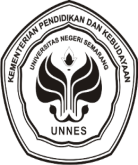 KEMENTERIAN PENDIDIKAN DAN KEBUDAYAAN
UNIVERSITAS NEGERI SEMARANG
UNNES